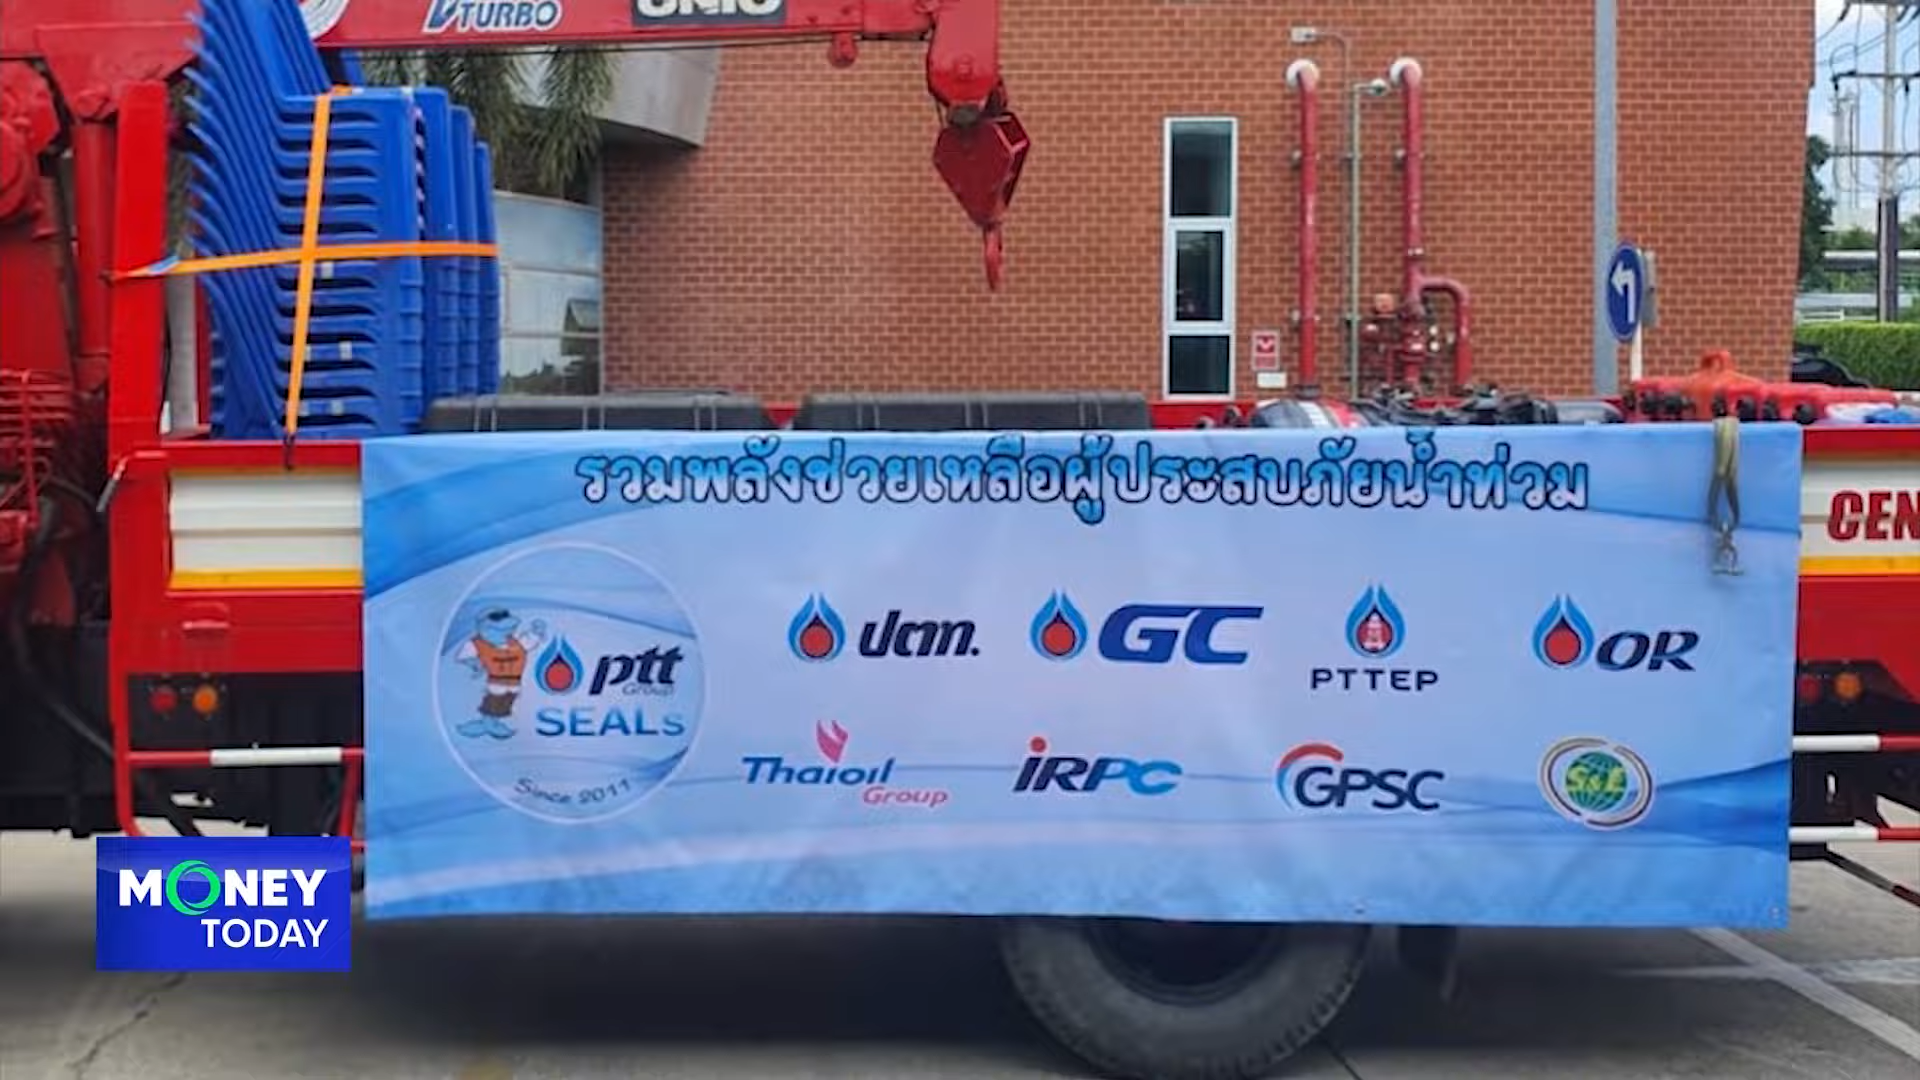 TURBO
UNIC
รวมพลังช่วยเหลือผู้ประสบภัยน้ำท่วม
ptt
Group
SEALs
Since 2011
ปตท.
GC
PTTEP
OR
Thaioil
Group
IRPC
GPSC
S&E
CEN
MONEY
TODAY